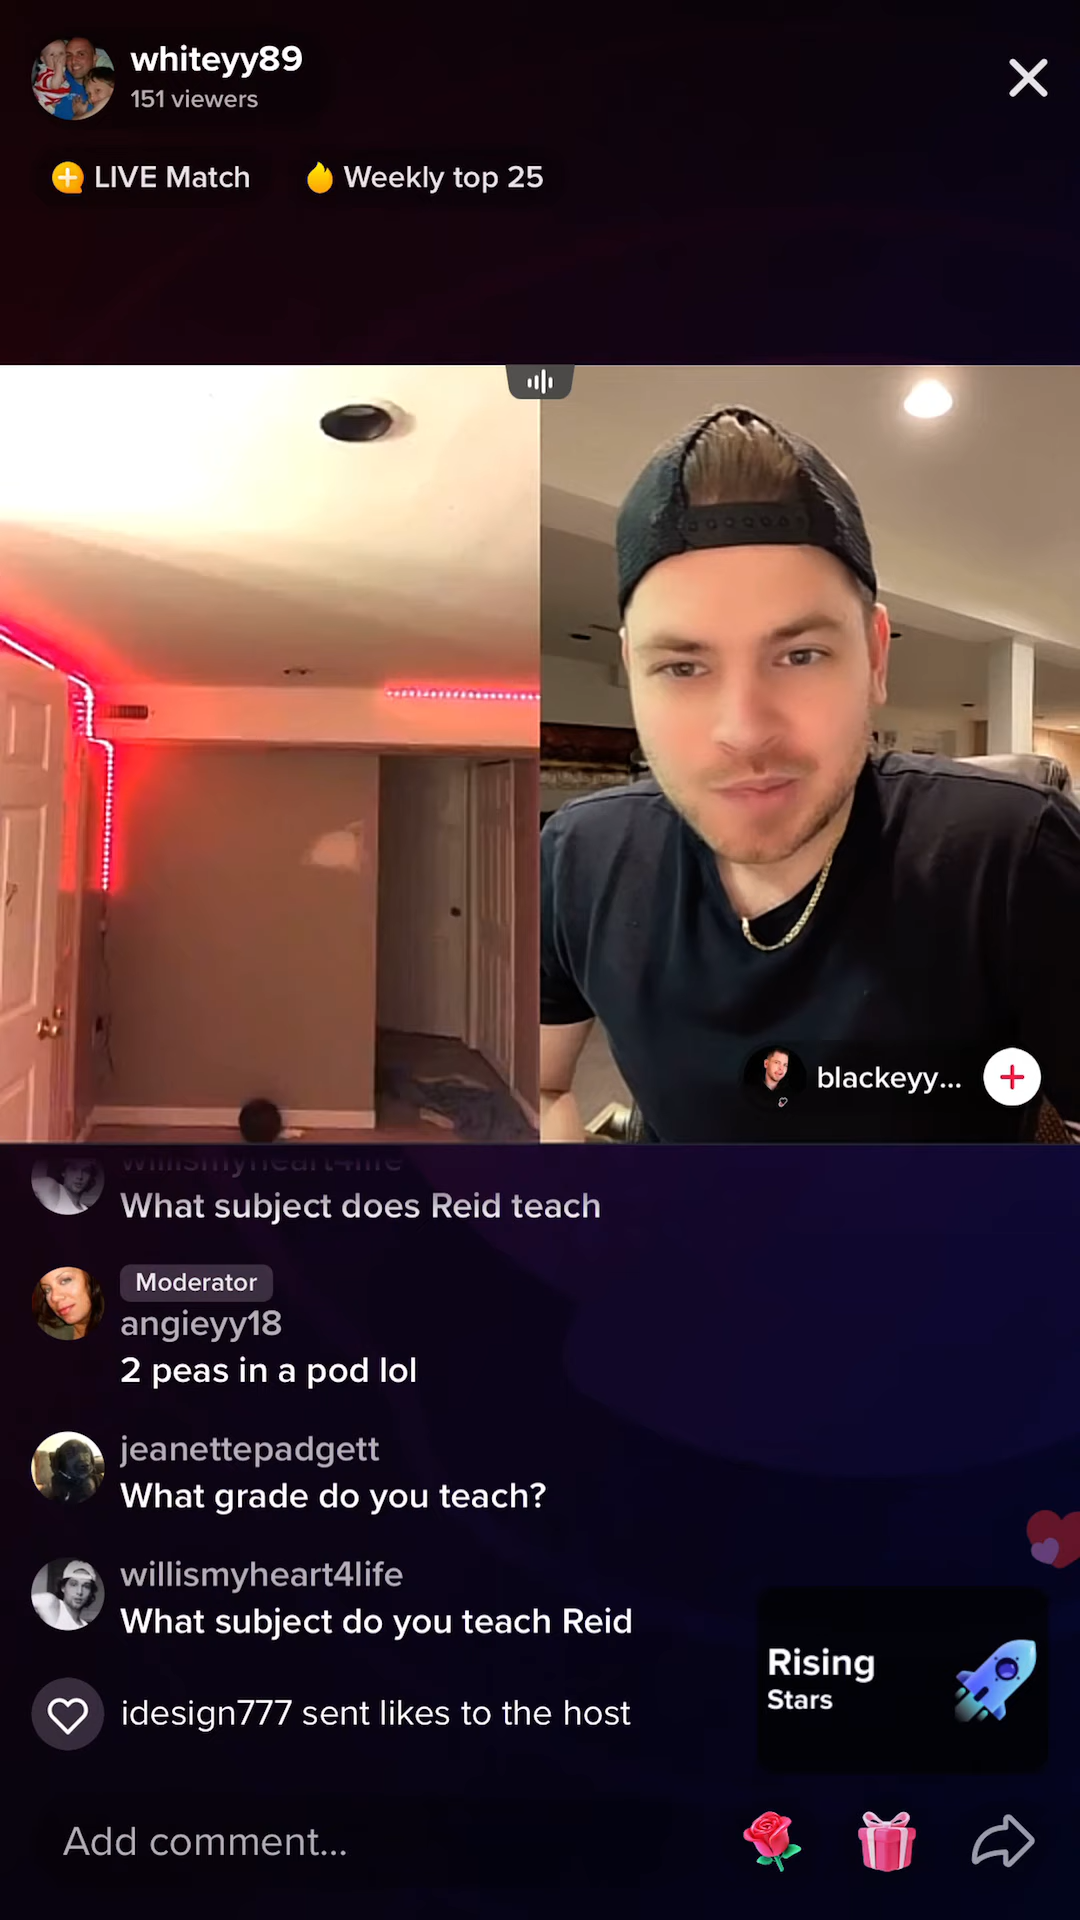 whiteyy89
151 viewers
LIVE Match
Weekly top 25
blackeyy...
willismyheart4life
What subject does Reid teach
Moderator
angieyy18
2 peas in a pod lol
jeanettepadgett
What grade do you teach?
willismyheart4life
What subject do you teach Reid
idesign777 sent likes to the host
Rising
Stars
Add comment...